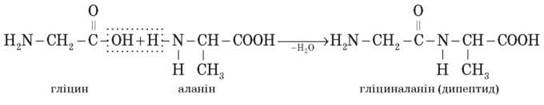 O O
H₂N–CH₂–C–OH+H–N–CH–COOH –H₂O H₂N–CH₂–C–N–CH–COOH
H CH₃ H CH₃
гліцин аланін гліциналанін (дипептид)